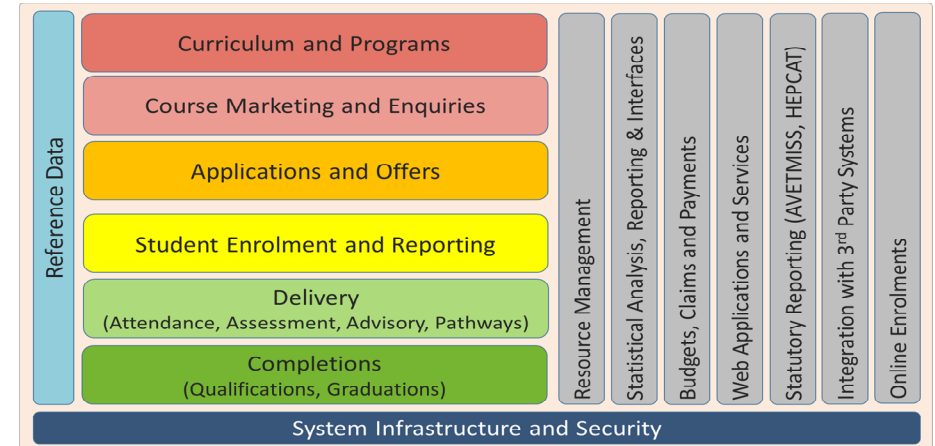 Reference Data
Curriculum and Programs
Course Marketing and Enquiries
Applications and Offers
Student Enrolment and Reporting
Delivery
(Attendance, Assessment, Advisory, Pathways)
Completions
(Qualifications, Graduations)
Resource Management
Statistical Analysis, Reporting & Interfaces
Budgets, Claims and Payments
Web Applications and Services
Statutory Reporting (AVETMISS, HEPCAT)
Integration with 3rd Party Systems
Online Enrolments
System Infrastructure and Security